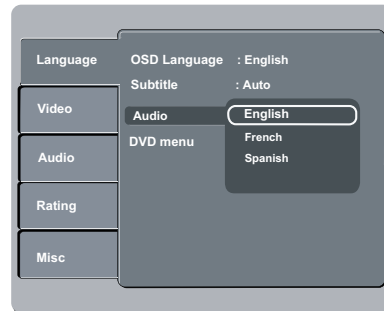 Language
Video
Audio
Rating
Misc
OSD Language : English
Subtitle : Auto
Audio
DVD menu
English
French
Spanish